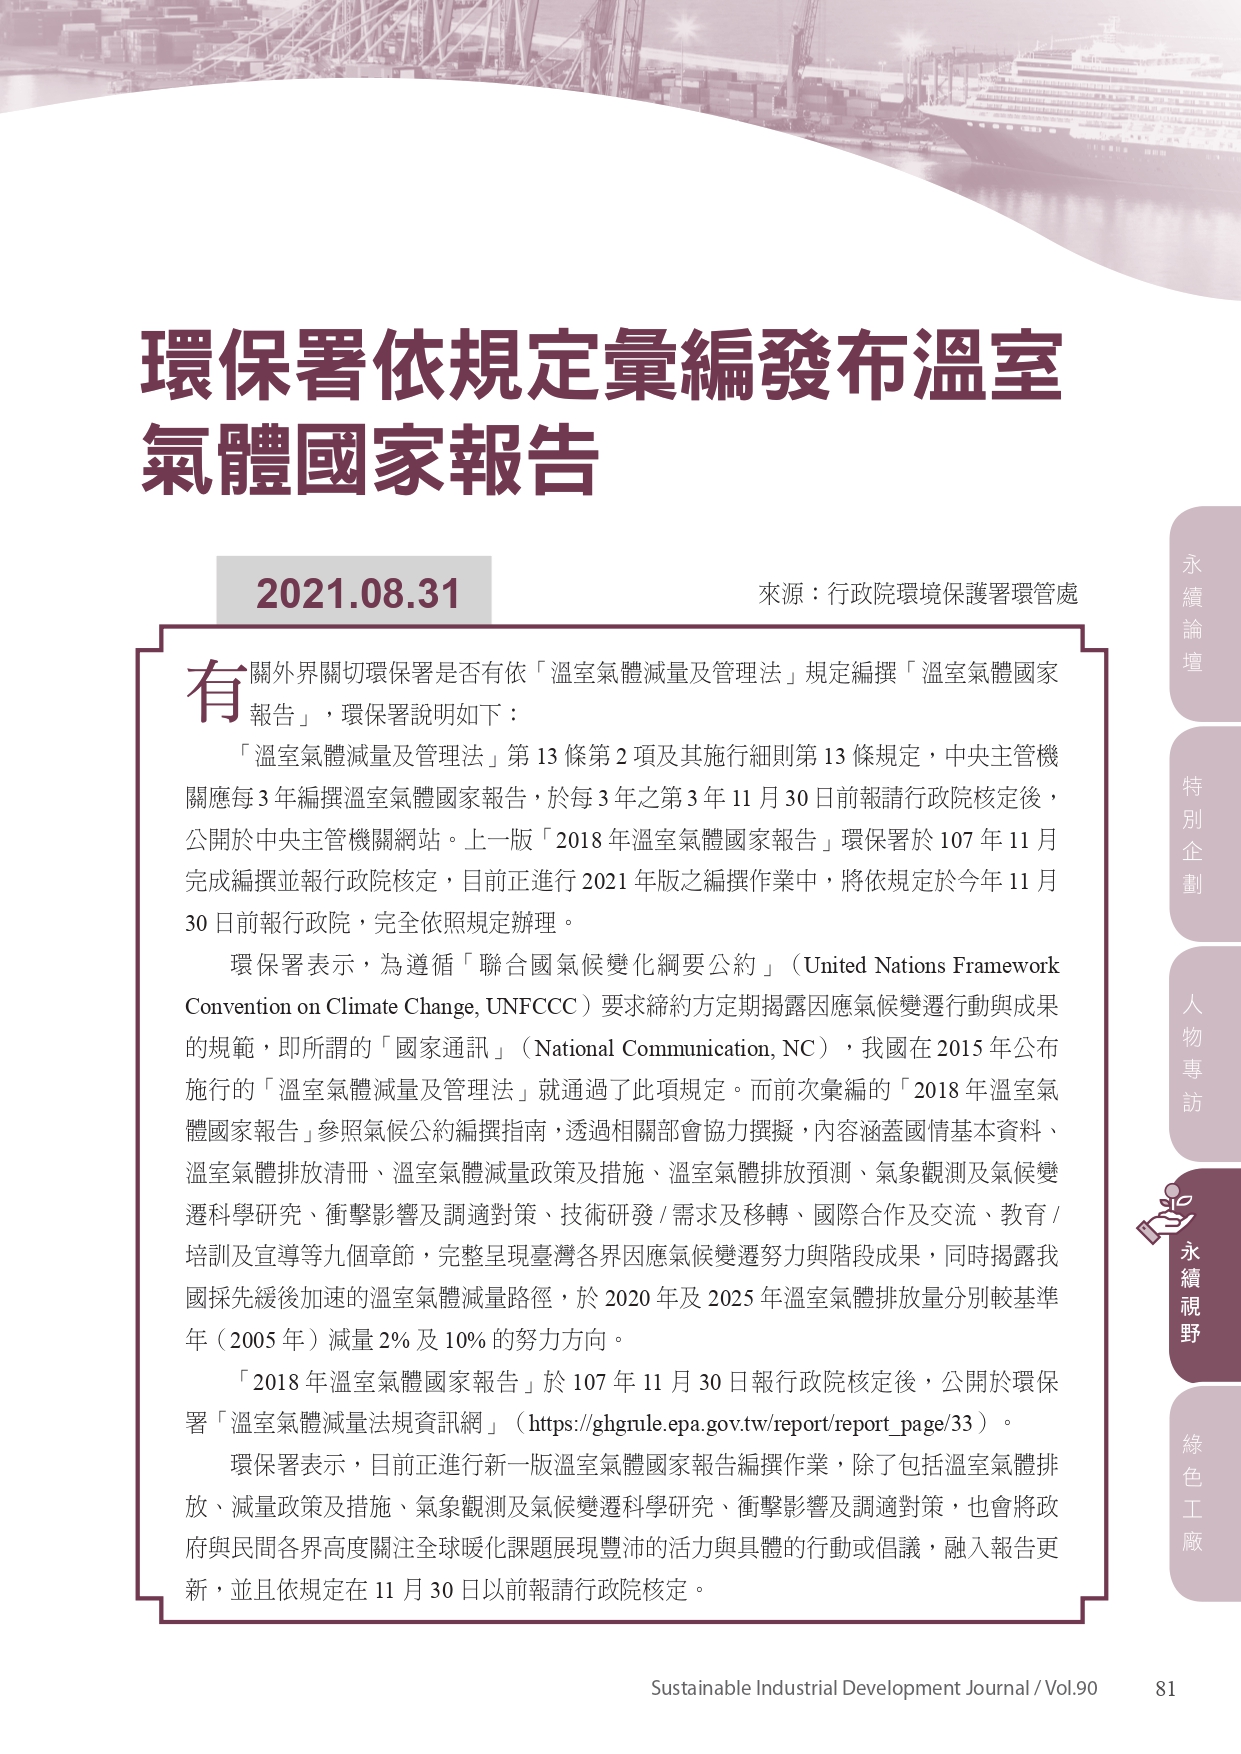 環保署依規定彙編發布溫室
氣體國家報告
2021.08.31
來源：行政院環境保護署環管處
有關外界關切環保署是否有依「溫室氣體減量及管理法」規定編撰「溫室氣體國家
報告」，環保署說明如下：
「溫室氣體減量及管理法」第 13 條第 2 項及其施行細則第 13 條規定，中央主管機
關應每 3 年編撰溫室氣體國家報告，於每 3 年之第 3 年 11 月 30 日前報請行政院核定後，
公開於中央主管機關網站。上一版「2018 年溫室氣體國家報告」環保署於 107 年 11 月
完成編撰並報行政院核定，目前正進行 2021 年版之編撰作業中，將依規定於今年 11 月
30 日前報行政院，完全依照規定辦理。
環保署表示，為遵循「聯合國氣候變化綱要公約」（United Nations Framework
Convention on Climate Change, UNFCCC）要求締約方定期揭露因應氣候變遷行動與成果
的規範，即所謂的「國家通訊」（National Communication, NC），我國在 2015 年公布
施行的「溫室氣體減量及管理法」就通過了此項規定。而前次彙編的「2018 年溫室氣
體國家報告」參照氣候公約編撰指南，透過相關部會協力撰擬，內容涵蓋國情基本資料、
溫室氣體排放清冊、溫室氣體減量政策及措施、溫室氣體排放預測、氣象觀測及氣候變
遷科學研究、衝擊影響及調適對策、技術研發 / 需求及移轉、國際合作及交流、教育 /
培訓及宣導等九個章節，完整呈現臺灣各界因應氣候變遷努力與階段成果，同時揭露我
國採先緩後加速的溫室氣體減量路徑，於 2020 年及 2025 年溫室氣體排放量分別較基準
年（2005 年）減量 2% 及 10% 的努力方向。
「2018 年溫室氣體國家報告」於 107 年 11 月 30 日報行政院核定後，公開於環保
署「溫室氣體減量法規資訊網」（https://ghgrule.epa.gov.tw/report/report_page/33）。
環保署表示，目前正進行新一版溫室氣體國家報告編撰作業，除了包括溫室氣體排
放、減量政策及措施、氣象觀測及氣候變遷科學研究、衝擊影響及調適對策，也會將政
府與民間各界高度關注全球暖化課題展現豐沛的活力與具體的行動或倡議，融入報告更
新，並且依規定在 11 月 30 日以前報請行政院核定。
永續論壇
特別企劃
人物專訪
永續視野
綠色工廠
Sustainable Industrial Development Journal / Vol.90
81